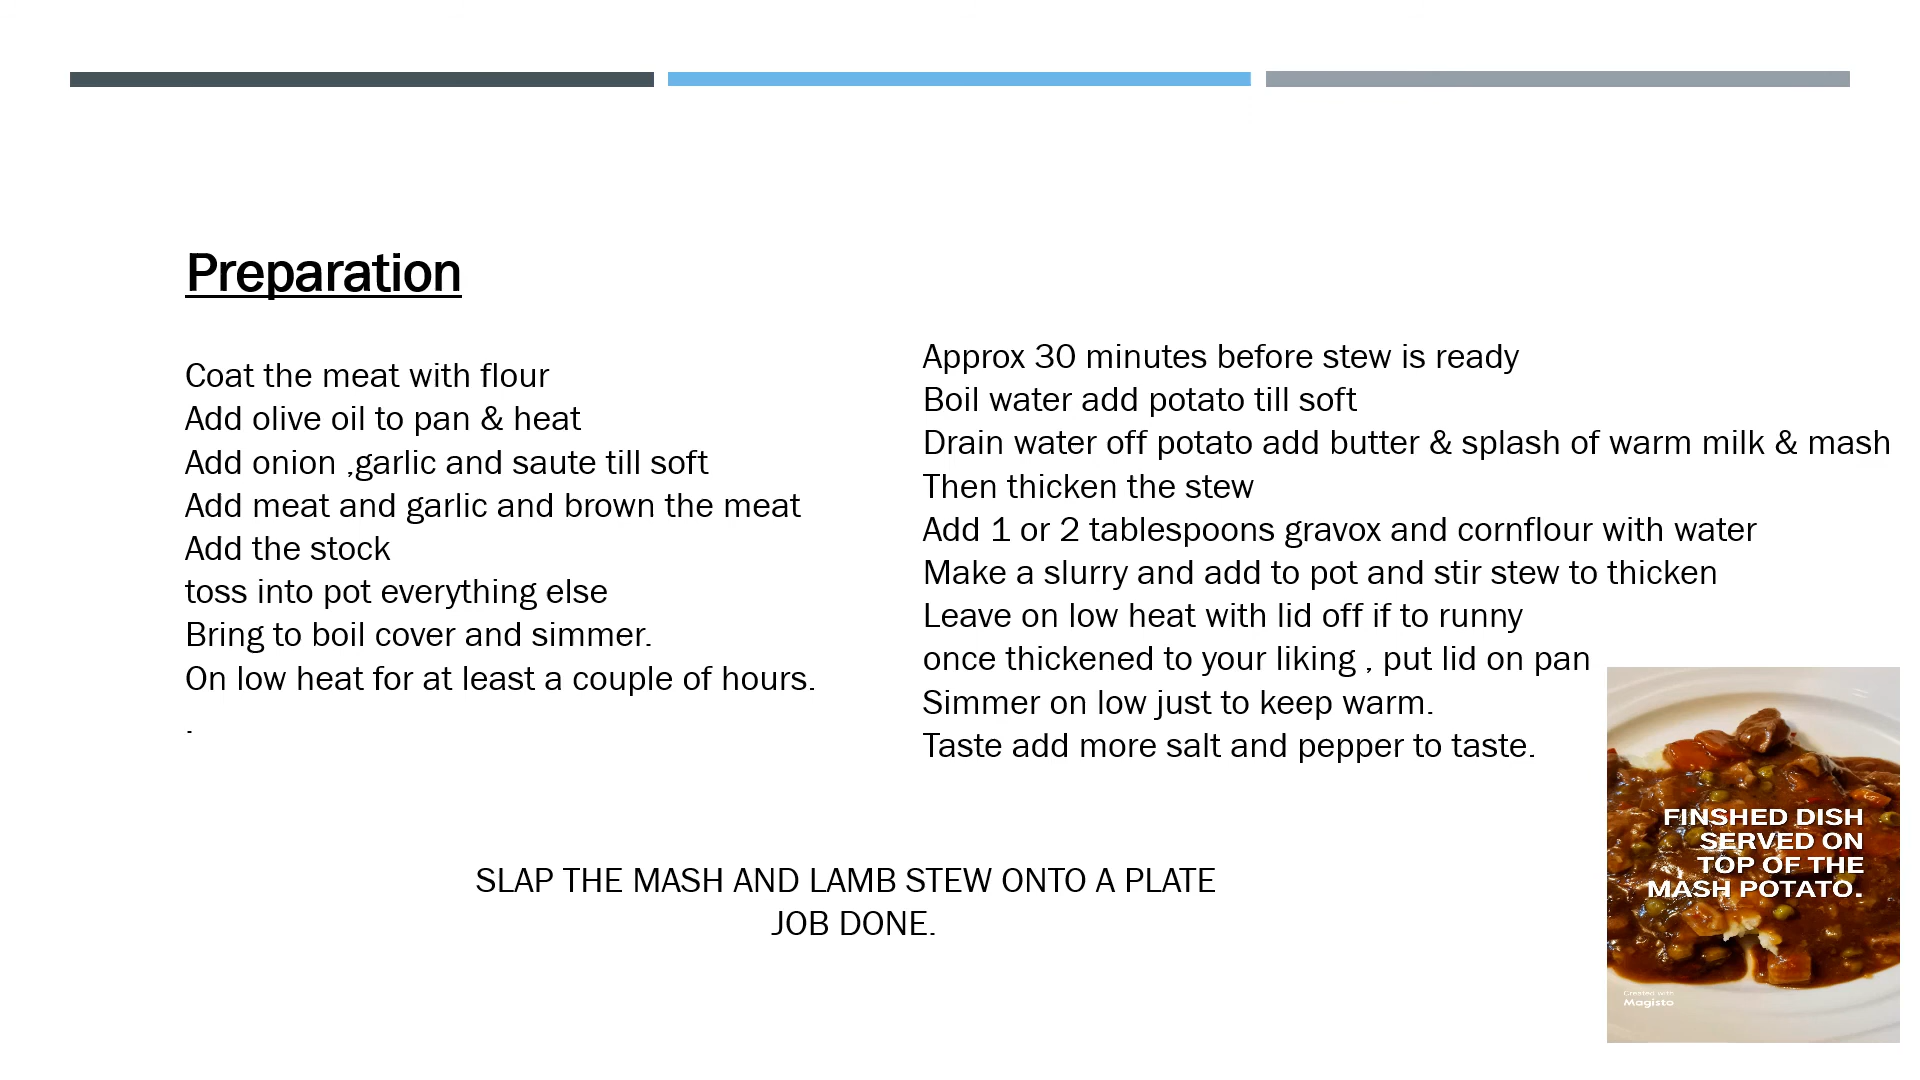 Preparation
Coat the meat with flour
Add olive oil to pan & heat
Add onion ,garlic and saute till soft
Add meat and garlic and brown the meat
Add the stock
toss into pot everything else
Bring to boil cover and simmer.
On low heat for at least a couple of hours.
.
Approx 30 minutes before stew is ready
Boil water add potato till soft
Drain water off potato add butter & splash of warm milk & mash
Then thicken the stew
Add 1 or 2 tablespoons gravox and cornflour with water
Make a slurry and add to pot and stir stew to thicken
Leave on low heat with lid off if to runny
once thickened to your liking , put lid on pan
Simmer on low just to keep warm.
Taste add more salt and pepper to taste.
SLAP THE MASH AND LAMB STEW ONTO A PLATE
JOB DONE.
FINSHED DISH
SERVED ON
TOP OF THE
MASH POTATO.
Created with
Magisto